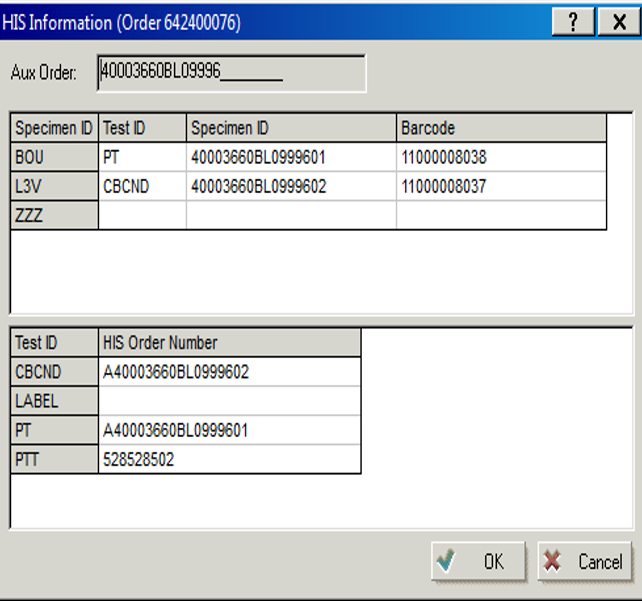 HIS Information (Order 642400076) ? X
Aux Order: 40003660BL09996________
Specimen ID Test ID Specimen ID Barcode
BOU PT 40003660BL0999601 11000008038
L3V CBCND 40003660BL0999602 11000008037
ZZZ
Test ID HIS Order Number
CBCND A40003660BL0999602
LABEL
PT A40003660BL0999601
PTT 528528502
OK Cancel